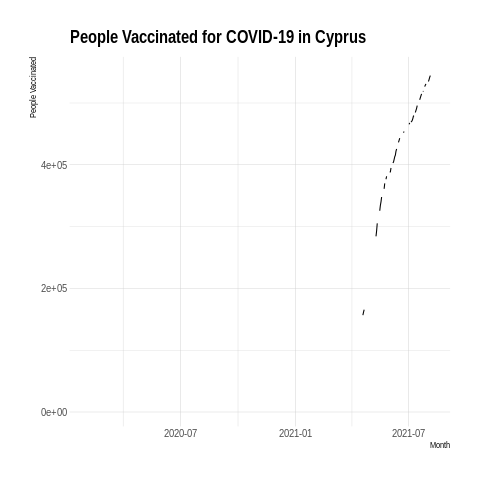 People Vaccinated for COVID-19 in Cyprus
People Vaccinated
4e+05
2e+05
0e+00
2020-07
2021-01
2021-07
Month